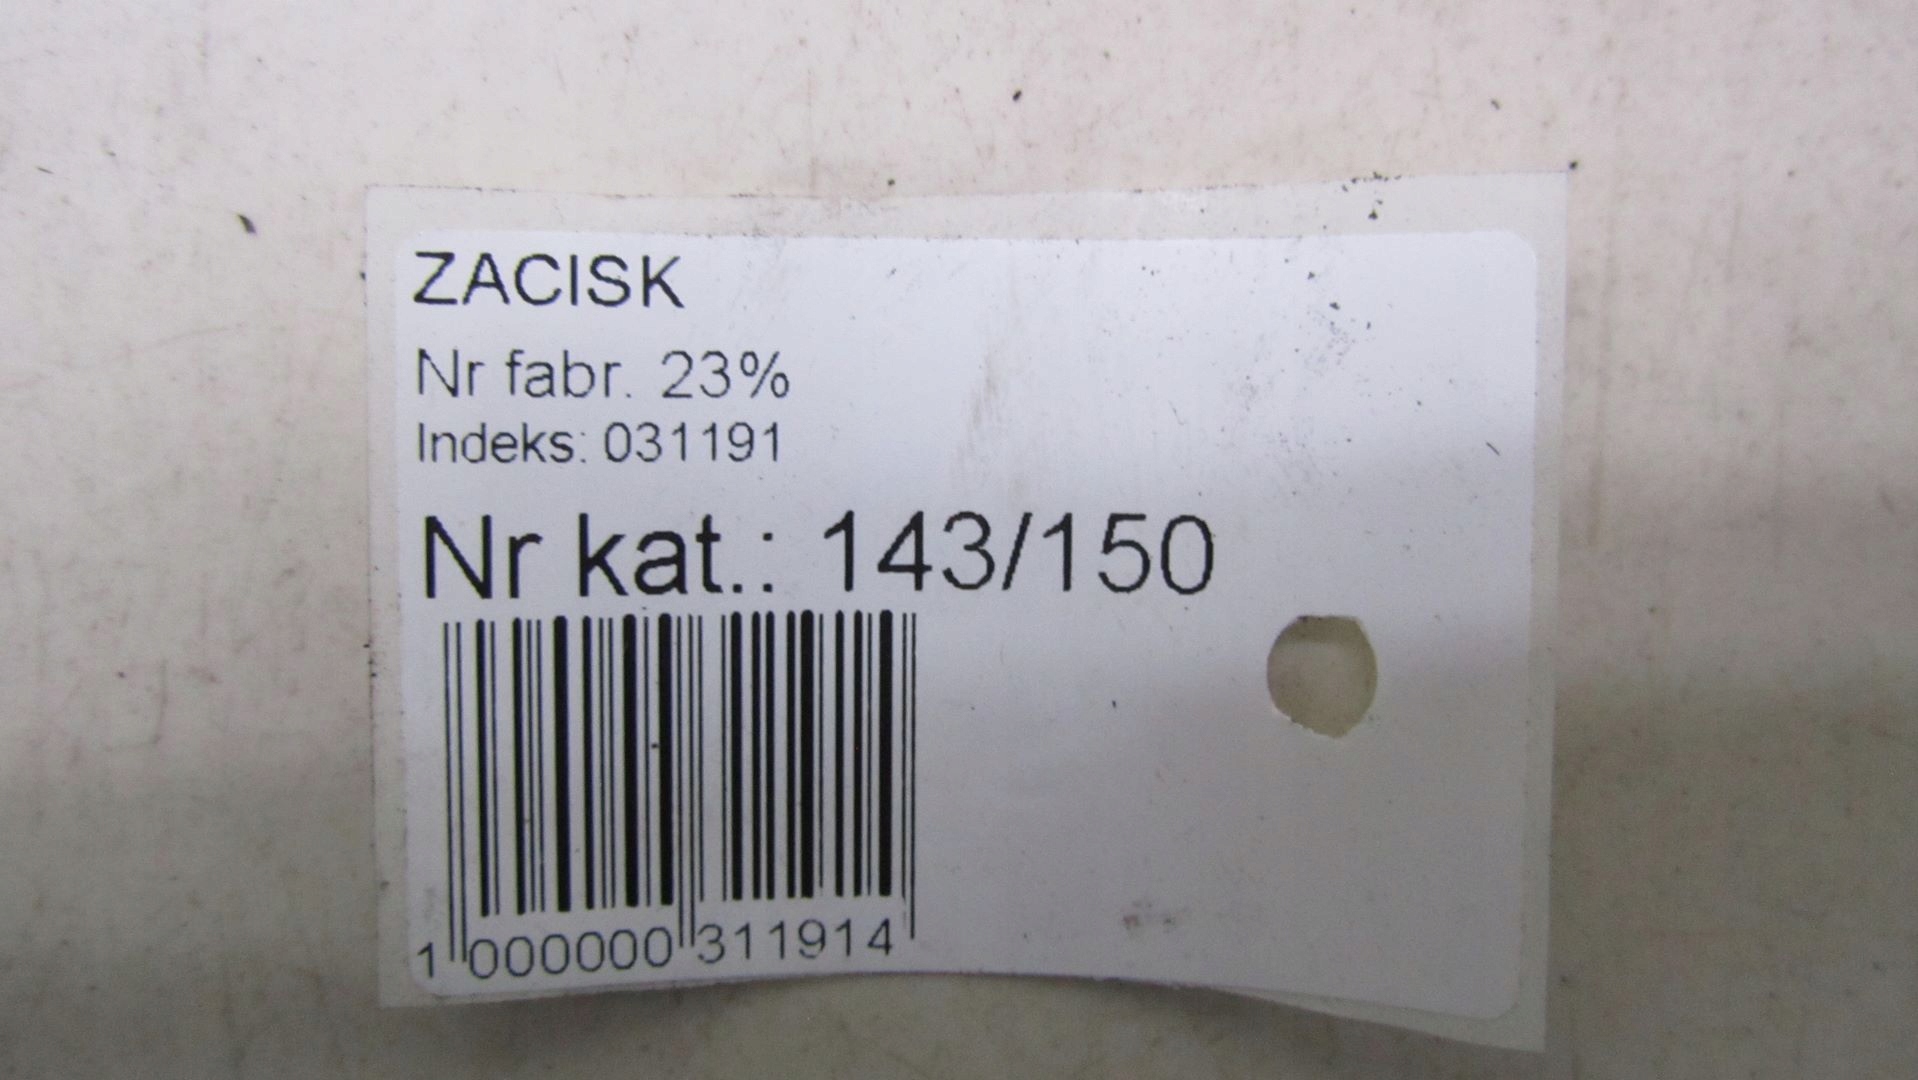 ZACISK
Nr fabr. 23%
Indeks: 031191
Nr kat.: 143/150
1 000000 311914